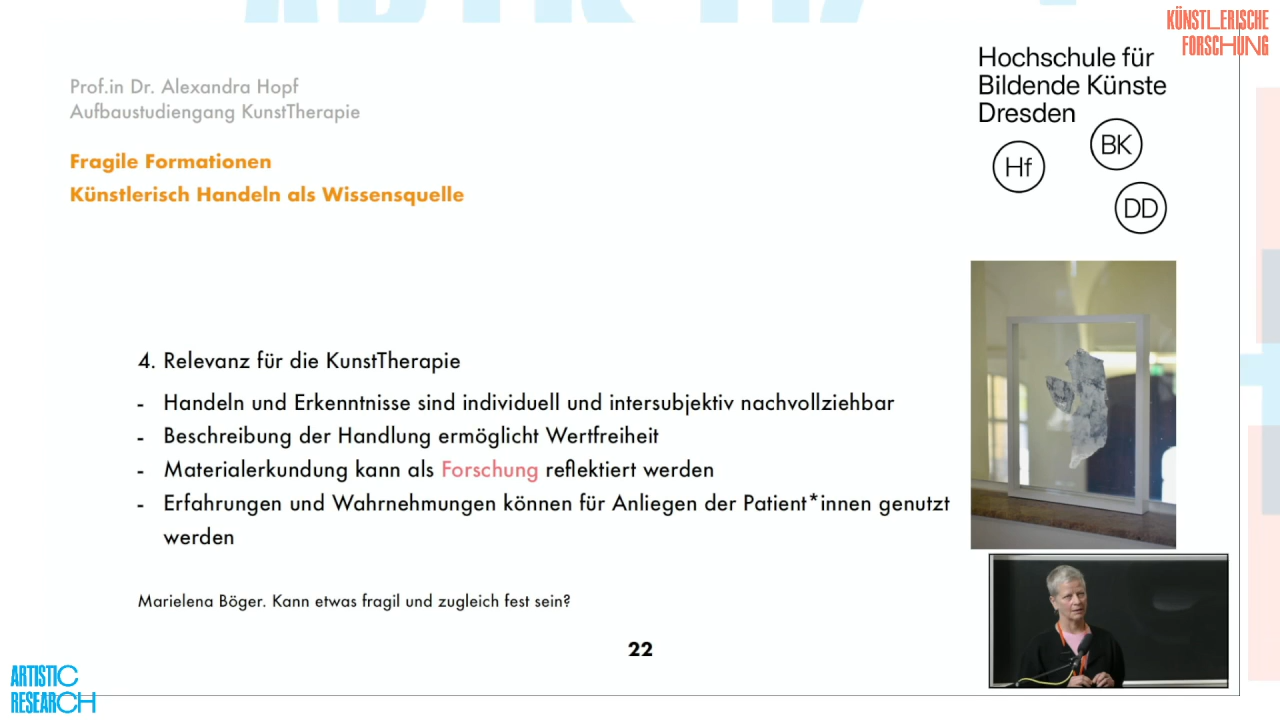 KÜNSTLERISCHE
FORSCHUNG
Hochschule für
Bildende Künste
Dresden
Hf
BK
DD
Prof.in Dr. Alexandra Hopf
Aufbaustudiengang KunstTherapie
Fragile Formationen
Künstlerisch Handeln als Wissensquelle
4. Relevanz für die KunstTherapie
- Handeln und Erkenntnisse sind individuell und intersubjektiv nachvollziehbar
- Beschreibung der Handlung ermöglicht Wertfreiheit
- Materialerkundung kann als Forschung reflektiert werden
- Erfahrungen und Wahrnehmungen können für Anliegen der Patient*innen genutzt
werden
Marielena Böger. Kann etwas fragil und zugleich fest sein?
22
ARTISTIC
RESEARCH